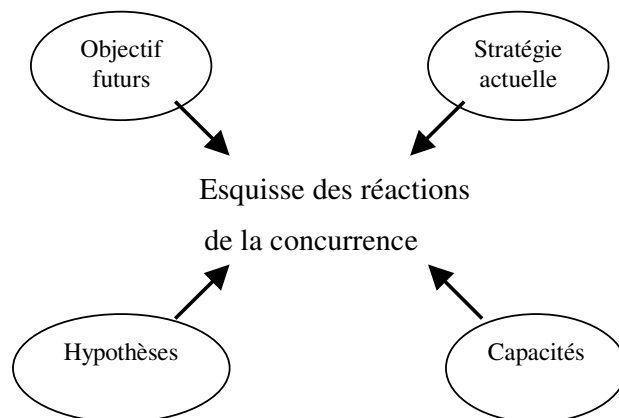 Objectif
futurs
Stratégie
actuelle
Esquisse des réactions
de la concurrence
Hypothèses
Capacités